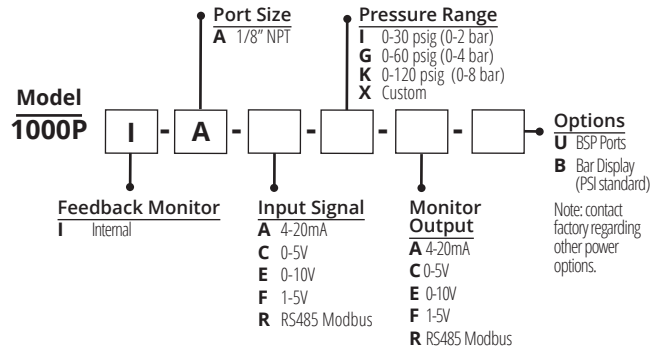 Port Size
A 1/8" NPT
Pressure Range
I 0-30 psig (0-2 bar)
G 0-60 psig (0-4 bar)
K 0-120 psig (0-8 bar)
X Custom
Model
1000P I - A - - - -
Options
U BSP Ports
B Bar Display
(PSI standard)
Note: contact
factory regarding
other power
options.
Feedback Monitor
I Internal
Input Signal
A 4-20mA
C 0-5V
E 0-10V
F 1-5V
R RS485 Modbus
Monitor
Output
A 4-20mA
C 0-5V
E 0-10V
F 1-5V
R RS485 Modbus